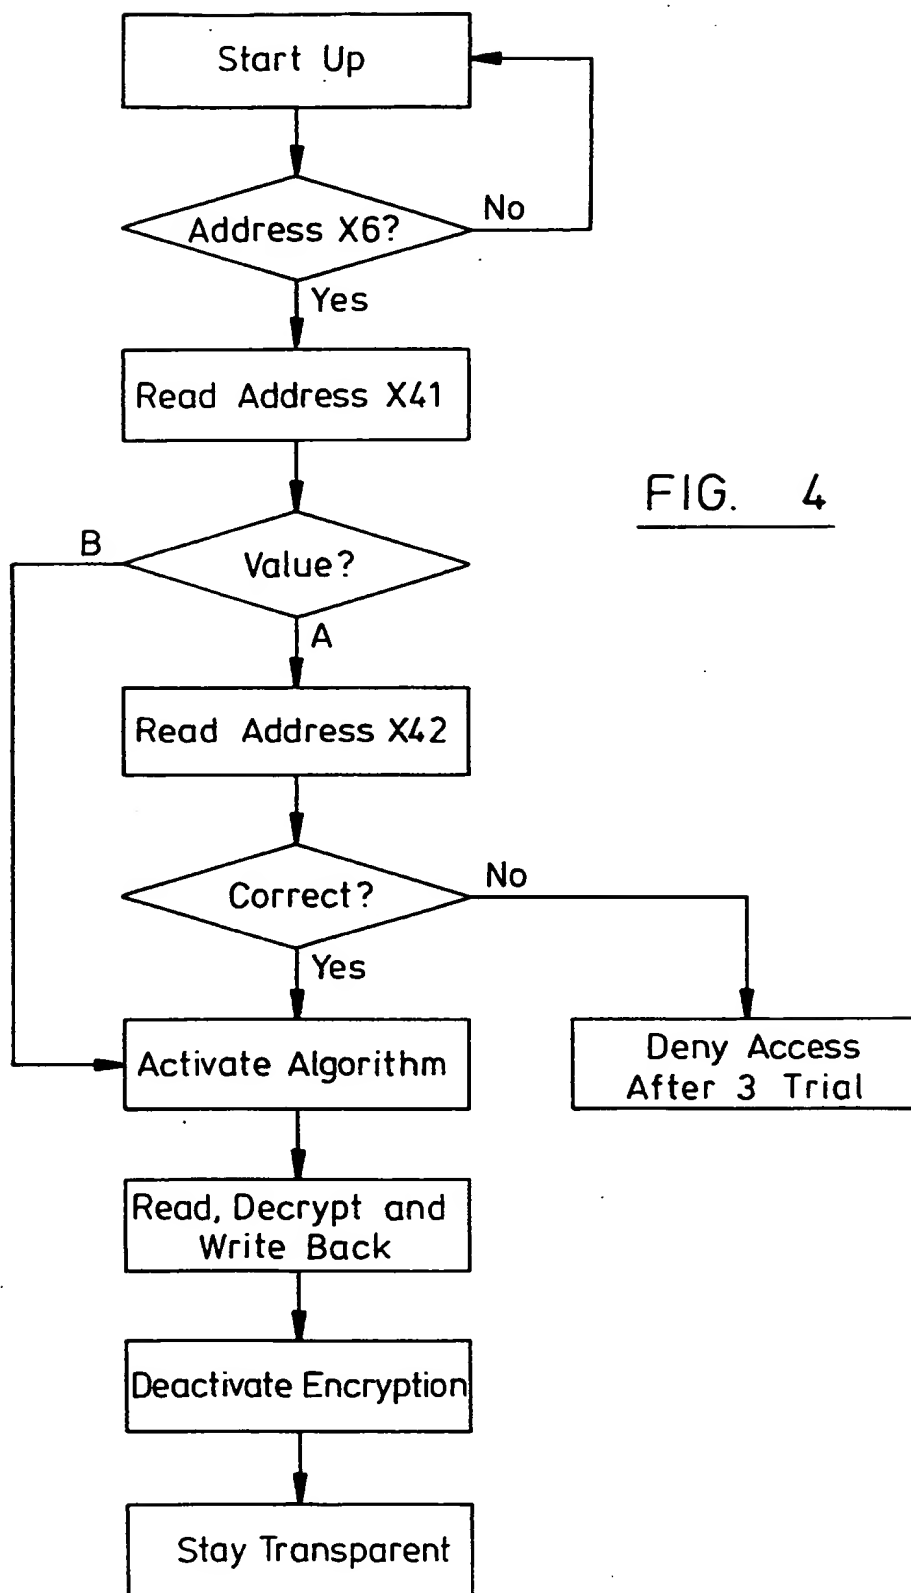 Start Up
Address X6?
No
Yes
Read Address X41
FIG. 4
B
Value?
A
Read Address X42
No
Correct?
Yes
Activate Algorithm
Deny Access
After 3 Trial
Read, Decrypt and
Write Back
Deactivate Encryption
Stay Transparent